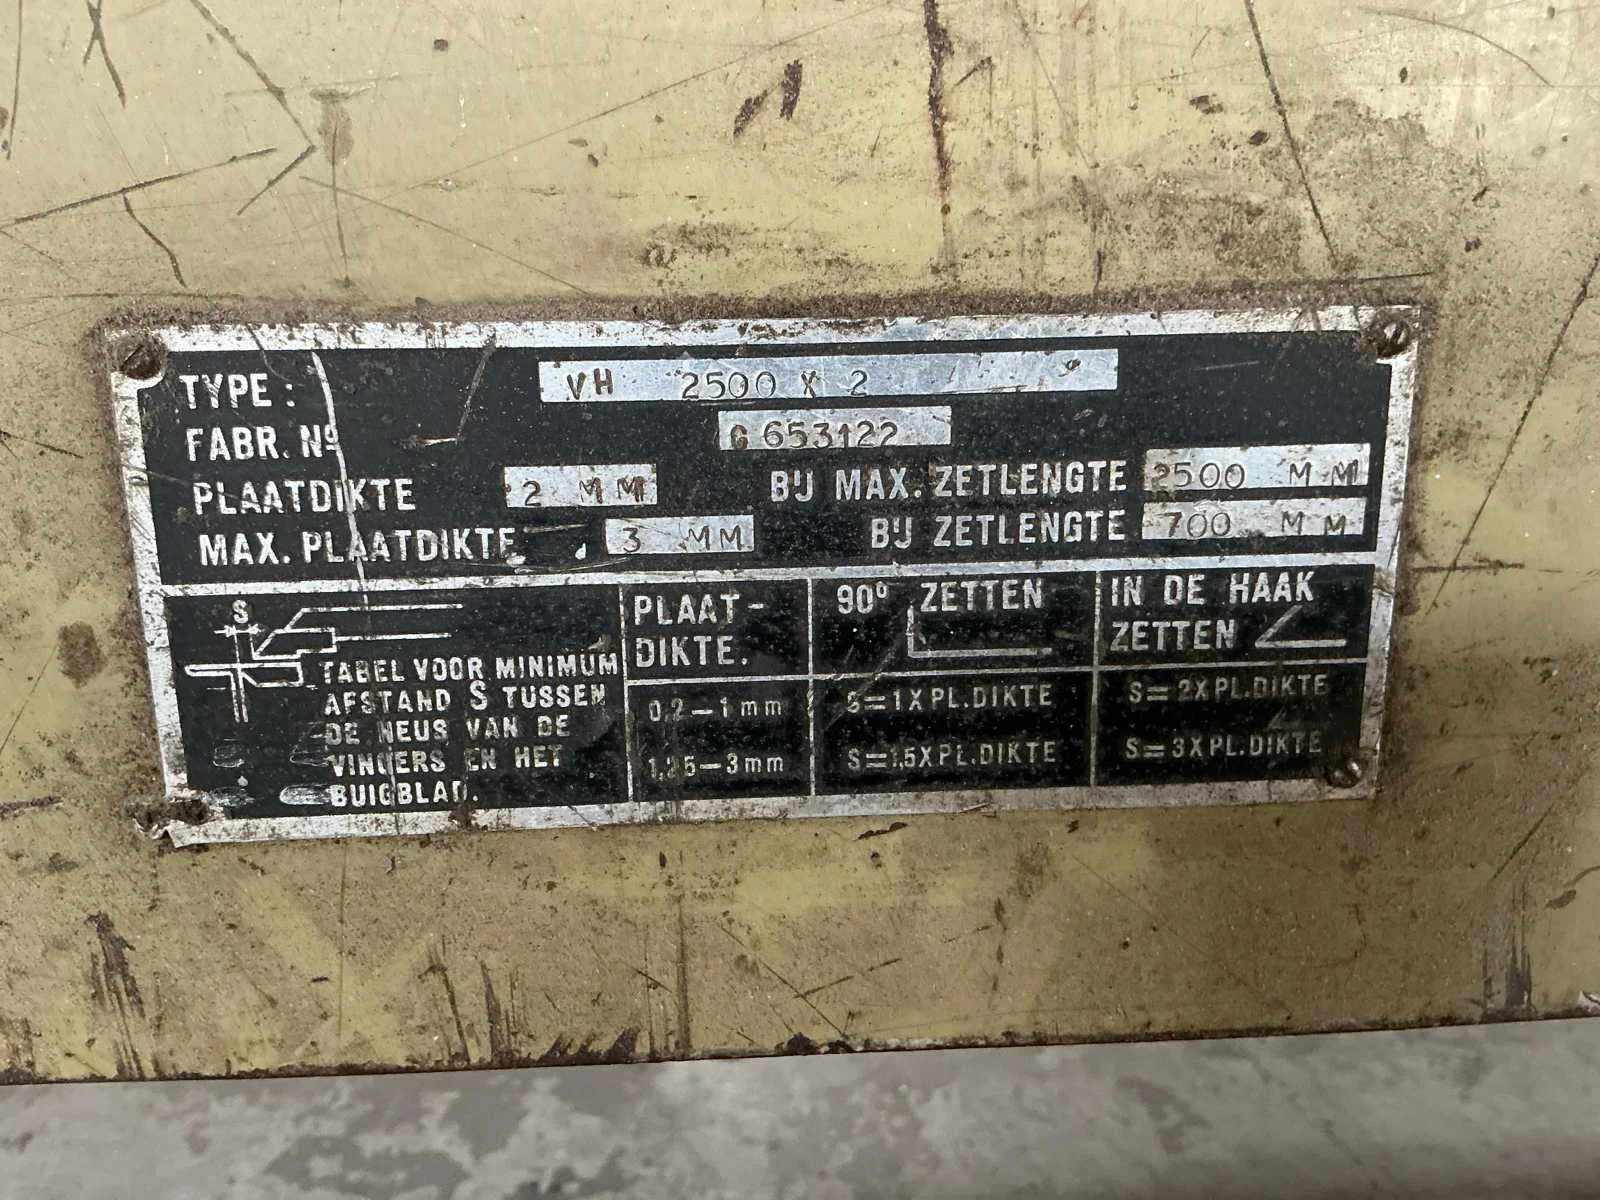 TYPE: VH 2500 X 2
FABR. Nº G 653122
PLAATDIKTE 2 MM BIJ MAX. ZETLENGTE 2500 MM
MAX. PLAATDIKTE 3 MM BIJ ZETLENGTE 700 MM
S
TABEL VOOR MINIMUM
AFSTAND S TUSSEN
DE NEUS VAN DE
VINGERS EN HET
BUIGBLAD.
PLAAT-
DIKTE.
90º ZETTEN
IN DE HAAK
ZETTEN
0,2-1mm S=1XPL.DIKTE S=2XPL.DIKTE
1,25-3mm S=1,5XPL.DIKTE S=3XPL.DIKTE